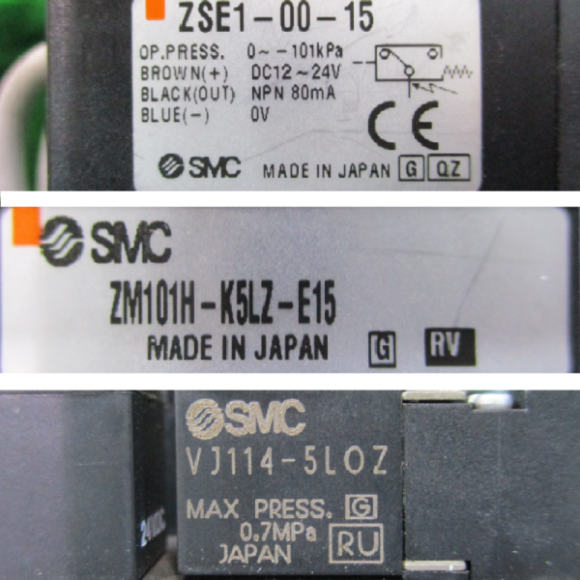 ZSE1-00-15
OP.PRESS. 0~-101kPa
BROWN(+) DC12~24V
BLACK(OUT) NPN 80mA
BLUE(-) 0V
CE
SMC MADE IN JAPAN G QZ
SMC
ZM101H-K5LZ-E15
MADE IN JAPAN G RV
SMC
VJ114-5LOZ
MAX PRESS. G
0.7MPa
JAPAN RU
24VDC